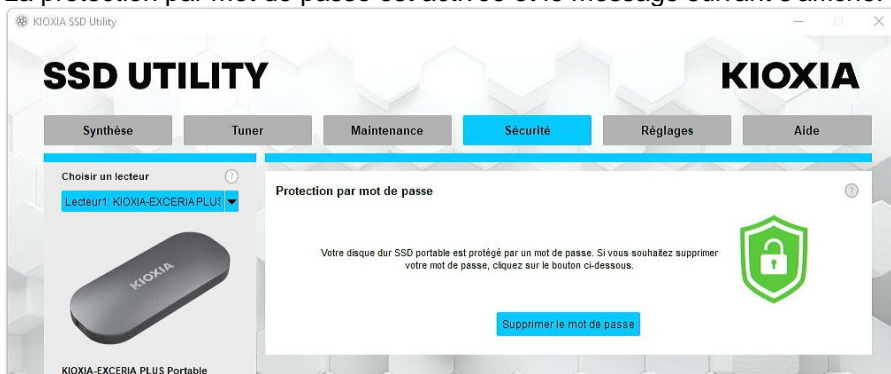 La protection par mot de passe est activée et le message suivant s'affiche.
KIOXIA SSD Utility
SSD UTILITY
KIOXIA
Synthèse
Tuner
Maintenance
Sécurité
Réglages
Aide
Choisir un lecteur
?
Lecteur1: KIOXIA-EXCERIA PLUS
Protection par mot de passe
Votre disque dur SSD portable est protégé par un mot de passe. Si vous souhaitez supprimer
votre mot de passe, cliquez sur le bouton ci-dessous.
Supprimer le mot de passe
KIOXIA
KIOXIA-EXCERIA PLUS Portable